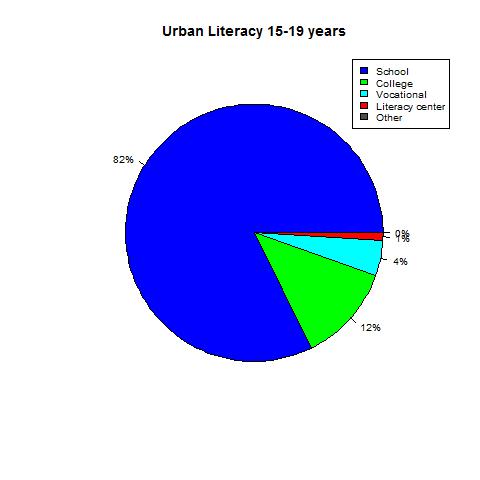 Urban Literacy 15-19 years
School
College
Vocational
Literacy center
Other
82%
0%
1%
4%
12%